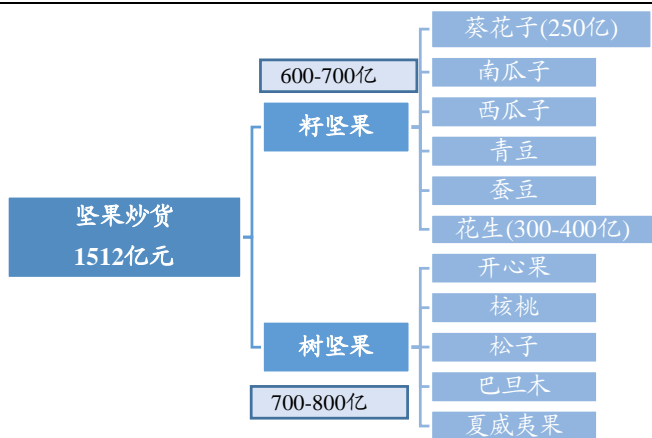 坚果炒货
1512亿元
600-700亿
籽坚果
葵花子(250亿)
南瓜子
西瓜子
青豆
蚕豆
花生(300-400亿)
树坚果
700-800亿
开心果
核桃
松子
巴旦木
夏威夷果